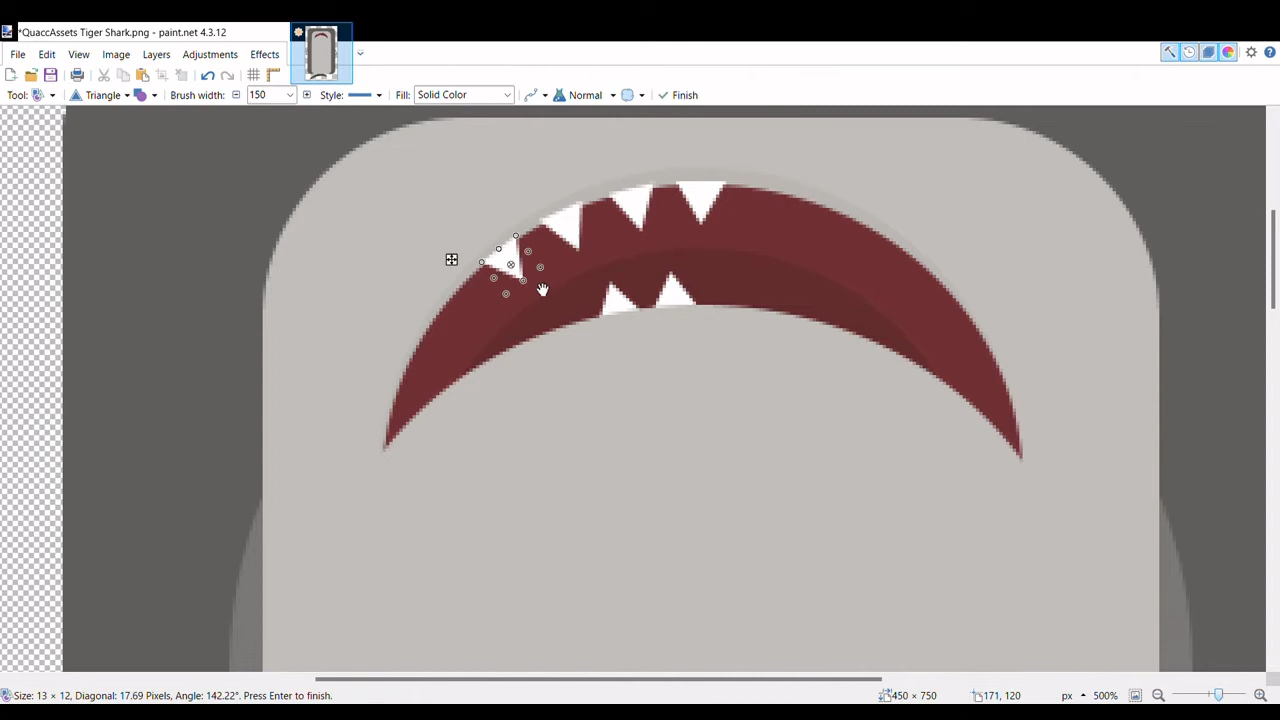 *QuaccAssets Tiger Shark.png - paint.net 4.3.12
File Edit View Image Layers Adjustments Effects
Tool: Triangle Brush width: 150 Style: Fill: Solid Color Normal Finish
Size: 13 × 12, Diagonal: 17.69 Pixels, Angle: 142.22°. Press Enter to finish. 450 × 750 171, 120 px 500%